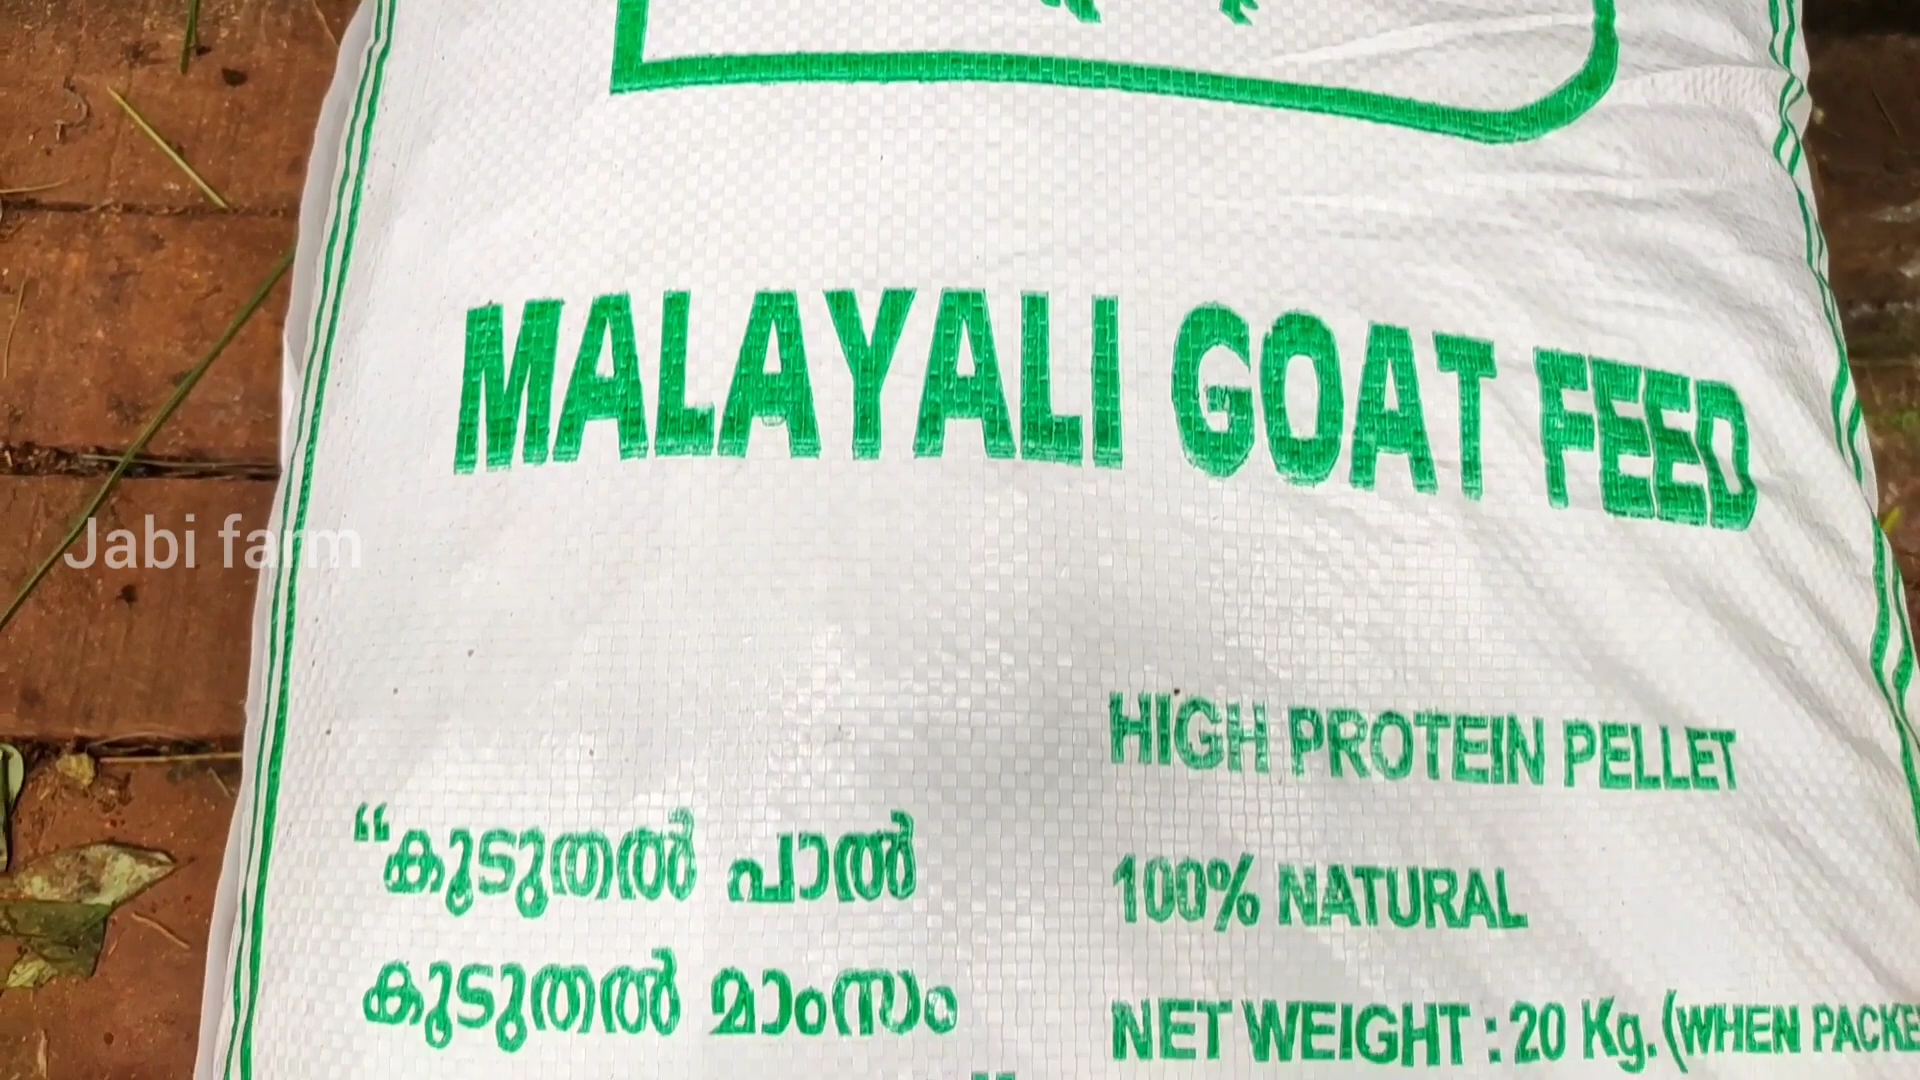 MALAYALI GOAT FEED
Jabi farm
HIGH PROTEIN PELLET
“കൂടുതൽ പാൽ
100% NATURAL
കൂടുതൽ മാംസം
NET WEIGHT : 20 Kg. (WHEN PACKE